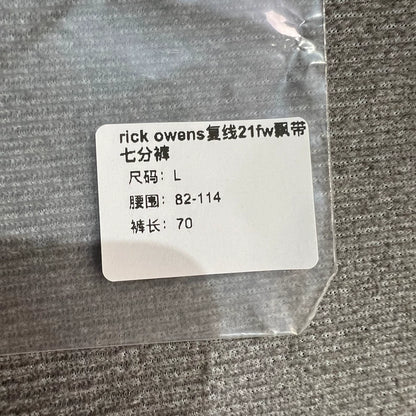 rick owens复线21fw飘带
七分裤
尺码: L
腰围: 82-114
裤长: 70